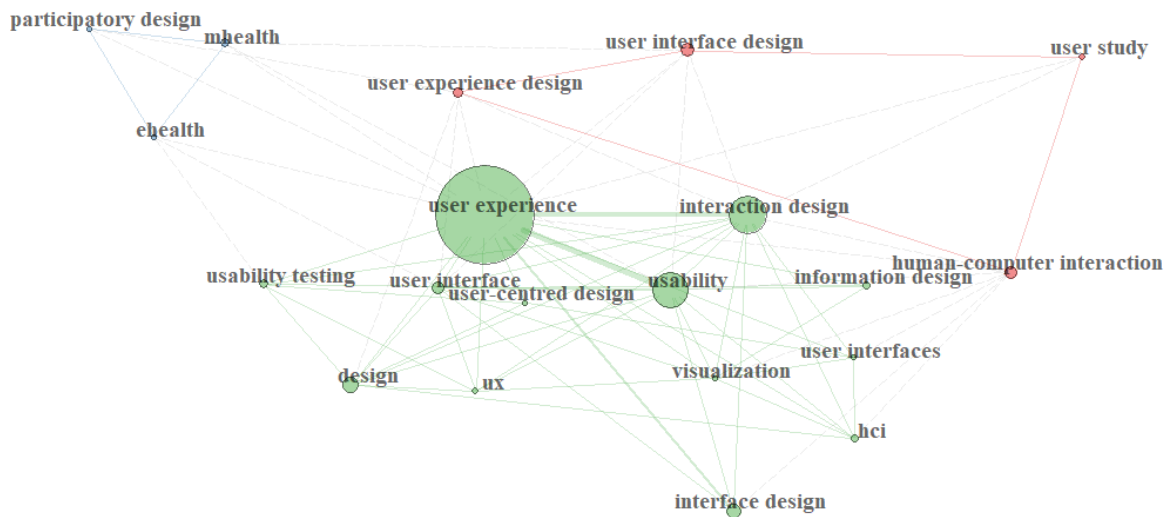 participatory design
mhealth
user interface design
user study
user experience design
ehealth
user experience
interaction design
human-computer interaction
usability testing
user interface
usability
information design
user-centred design
user interfaces
visualization
design
ux
hci
interface design